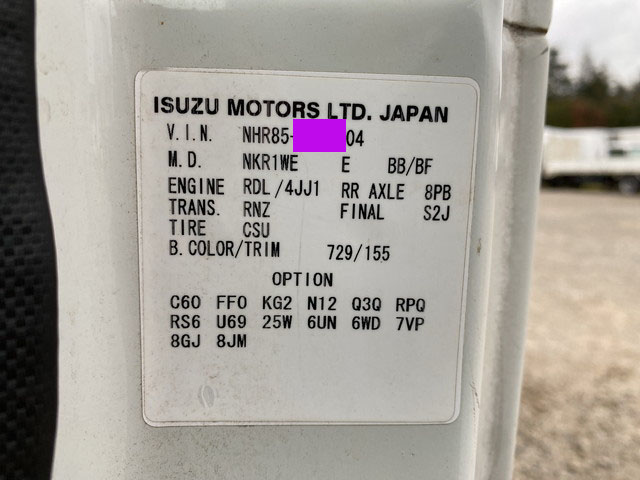 ISUZU MOTORS LTD. JAPAN
V.I.N. NHR85- 04
M.D. NKR1WE E BB/BF
ENGINE RDL/4JJ1 RR AXLE 8PB
TRANS. RNZ FINAL S2J
TIRE CSU
B.COLOR/TRIM 729/155
OPTION
C60 FF0 KG2 N12 Q3Q RPQ
RS6 U69 25W 6UN 6WD 7VP
8GJ 8JM